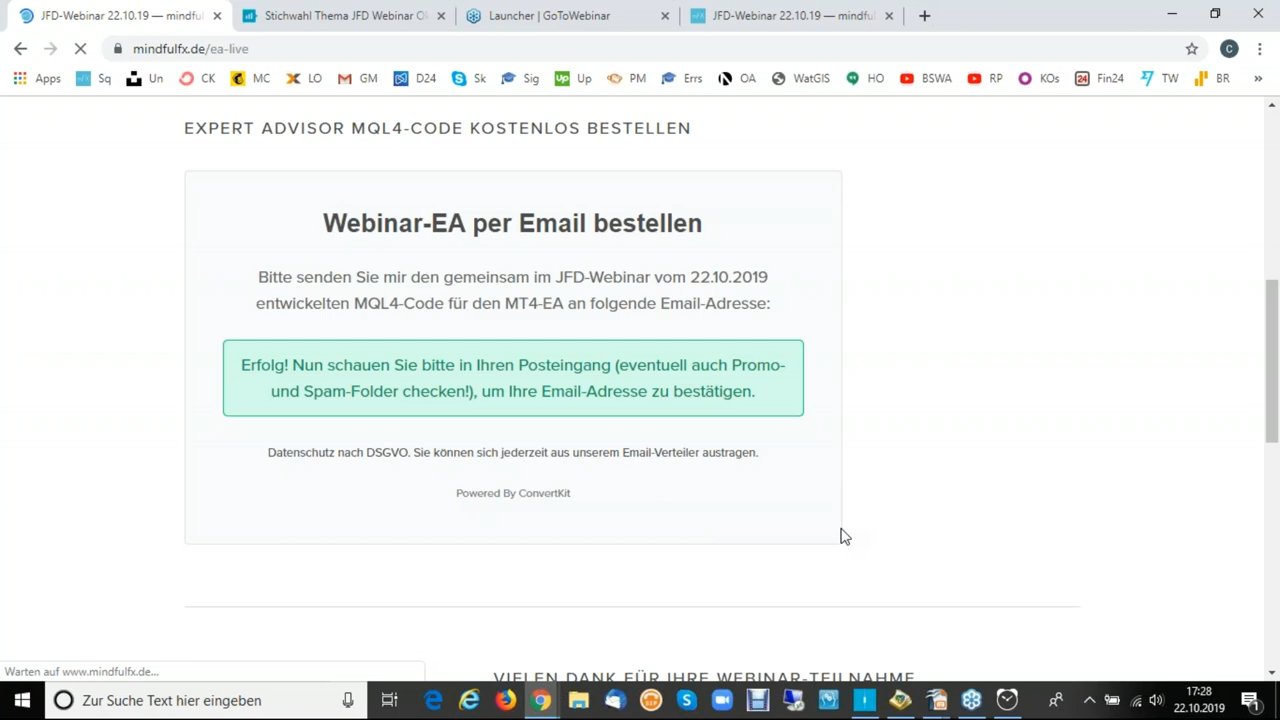 JFD-Webinar 22.10.19 — mindful
Stichwahl Thema JFD Webinar Ok
Launcher | GoToWebinar
JFD-Webinar 22.10.19 — mindful
mindfulfx.de/ea-live
C
Apps
Sq
Un
CK
MC
LO
GM
D24
Sk
Sig
Up
PM
Errs
OA
WatGIS
HO
BSWA
RP
KOs
Fin24
TW
BR
»
EXPERT ADVISOR MQL4-CODE KOSTENLOS BESTELLEN
Webinar-EA per Email bestellen
Bitte senden Sie mir den gemeinsam im JFD-Webinar vom 22.10.2019
entwickelten MQL4-Code für den MT4-EA an folgende Email-Adresse:
Erfolg! Nun schauen Sie bitte in Ihren Posteingang (eventuell auch Promo-
und Spam-Folder checken!), um Ihre Email-Adresse zu bestätigen.
Datenschutz nach DSGVO. Sie können sich jederzeit aus unserem Email-Verteiler austragen.
Powered By ConvertKit
VIELEN DANK FÜR IHRE WEBINAR-TEILNAHME
Warten auf www.mindfulfx.de...
Zur Suche Text hier eingeben
17:28
22.10.2019